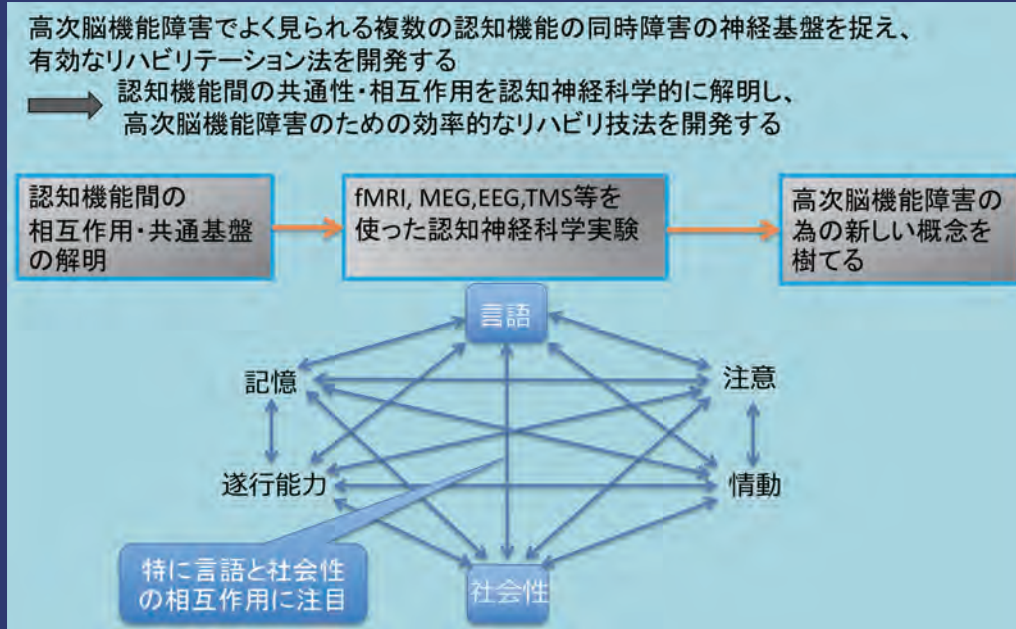 高次脳機能障害でよく見られる複数の認知機能の同時障害の神経基盤を捉え、
有効なリハビリテーション法を開発する
認知機能間の共通性・相互作用を認知神経科学的に解明し、
高次脳機能障害のための効率的なリハビリ技法を開発する
認知機能間の
相互作用・共通基盤
の解明
fMRI, MEG,EEG,TMS等を
使った認知神経科学実験
高次脳機能障害の
為の新しい概念を
樹てる
言語
記憶
注意
遂行能力
情動
特に言語と社会性
の相互作用に注目
社会性